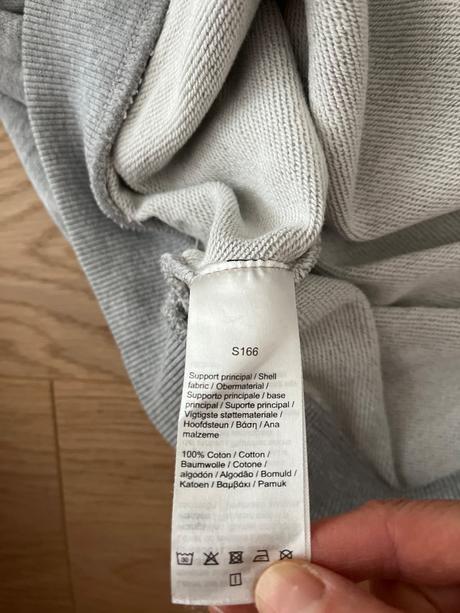 S166
Support principal / Shell
fabric / Obermaterial /
Supporto principale / base
principal / Suporte principal /
Vigtigste støttemateriale /
Hoofdsteun / Βάση / Ana
malzeme
100% Coton / Cotton /
Baumwolle / Cotone /
algodón / Algodão / Bomuld /
Katoen / Βαμβάκι / Pamuk
30